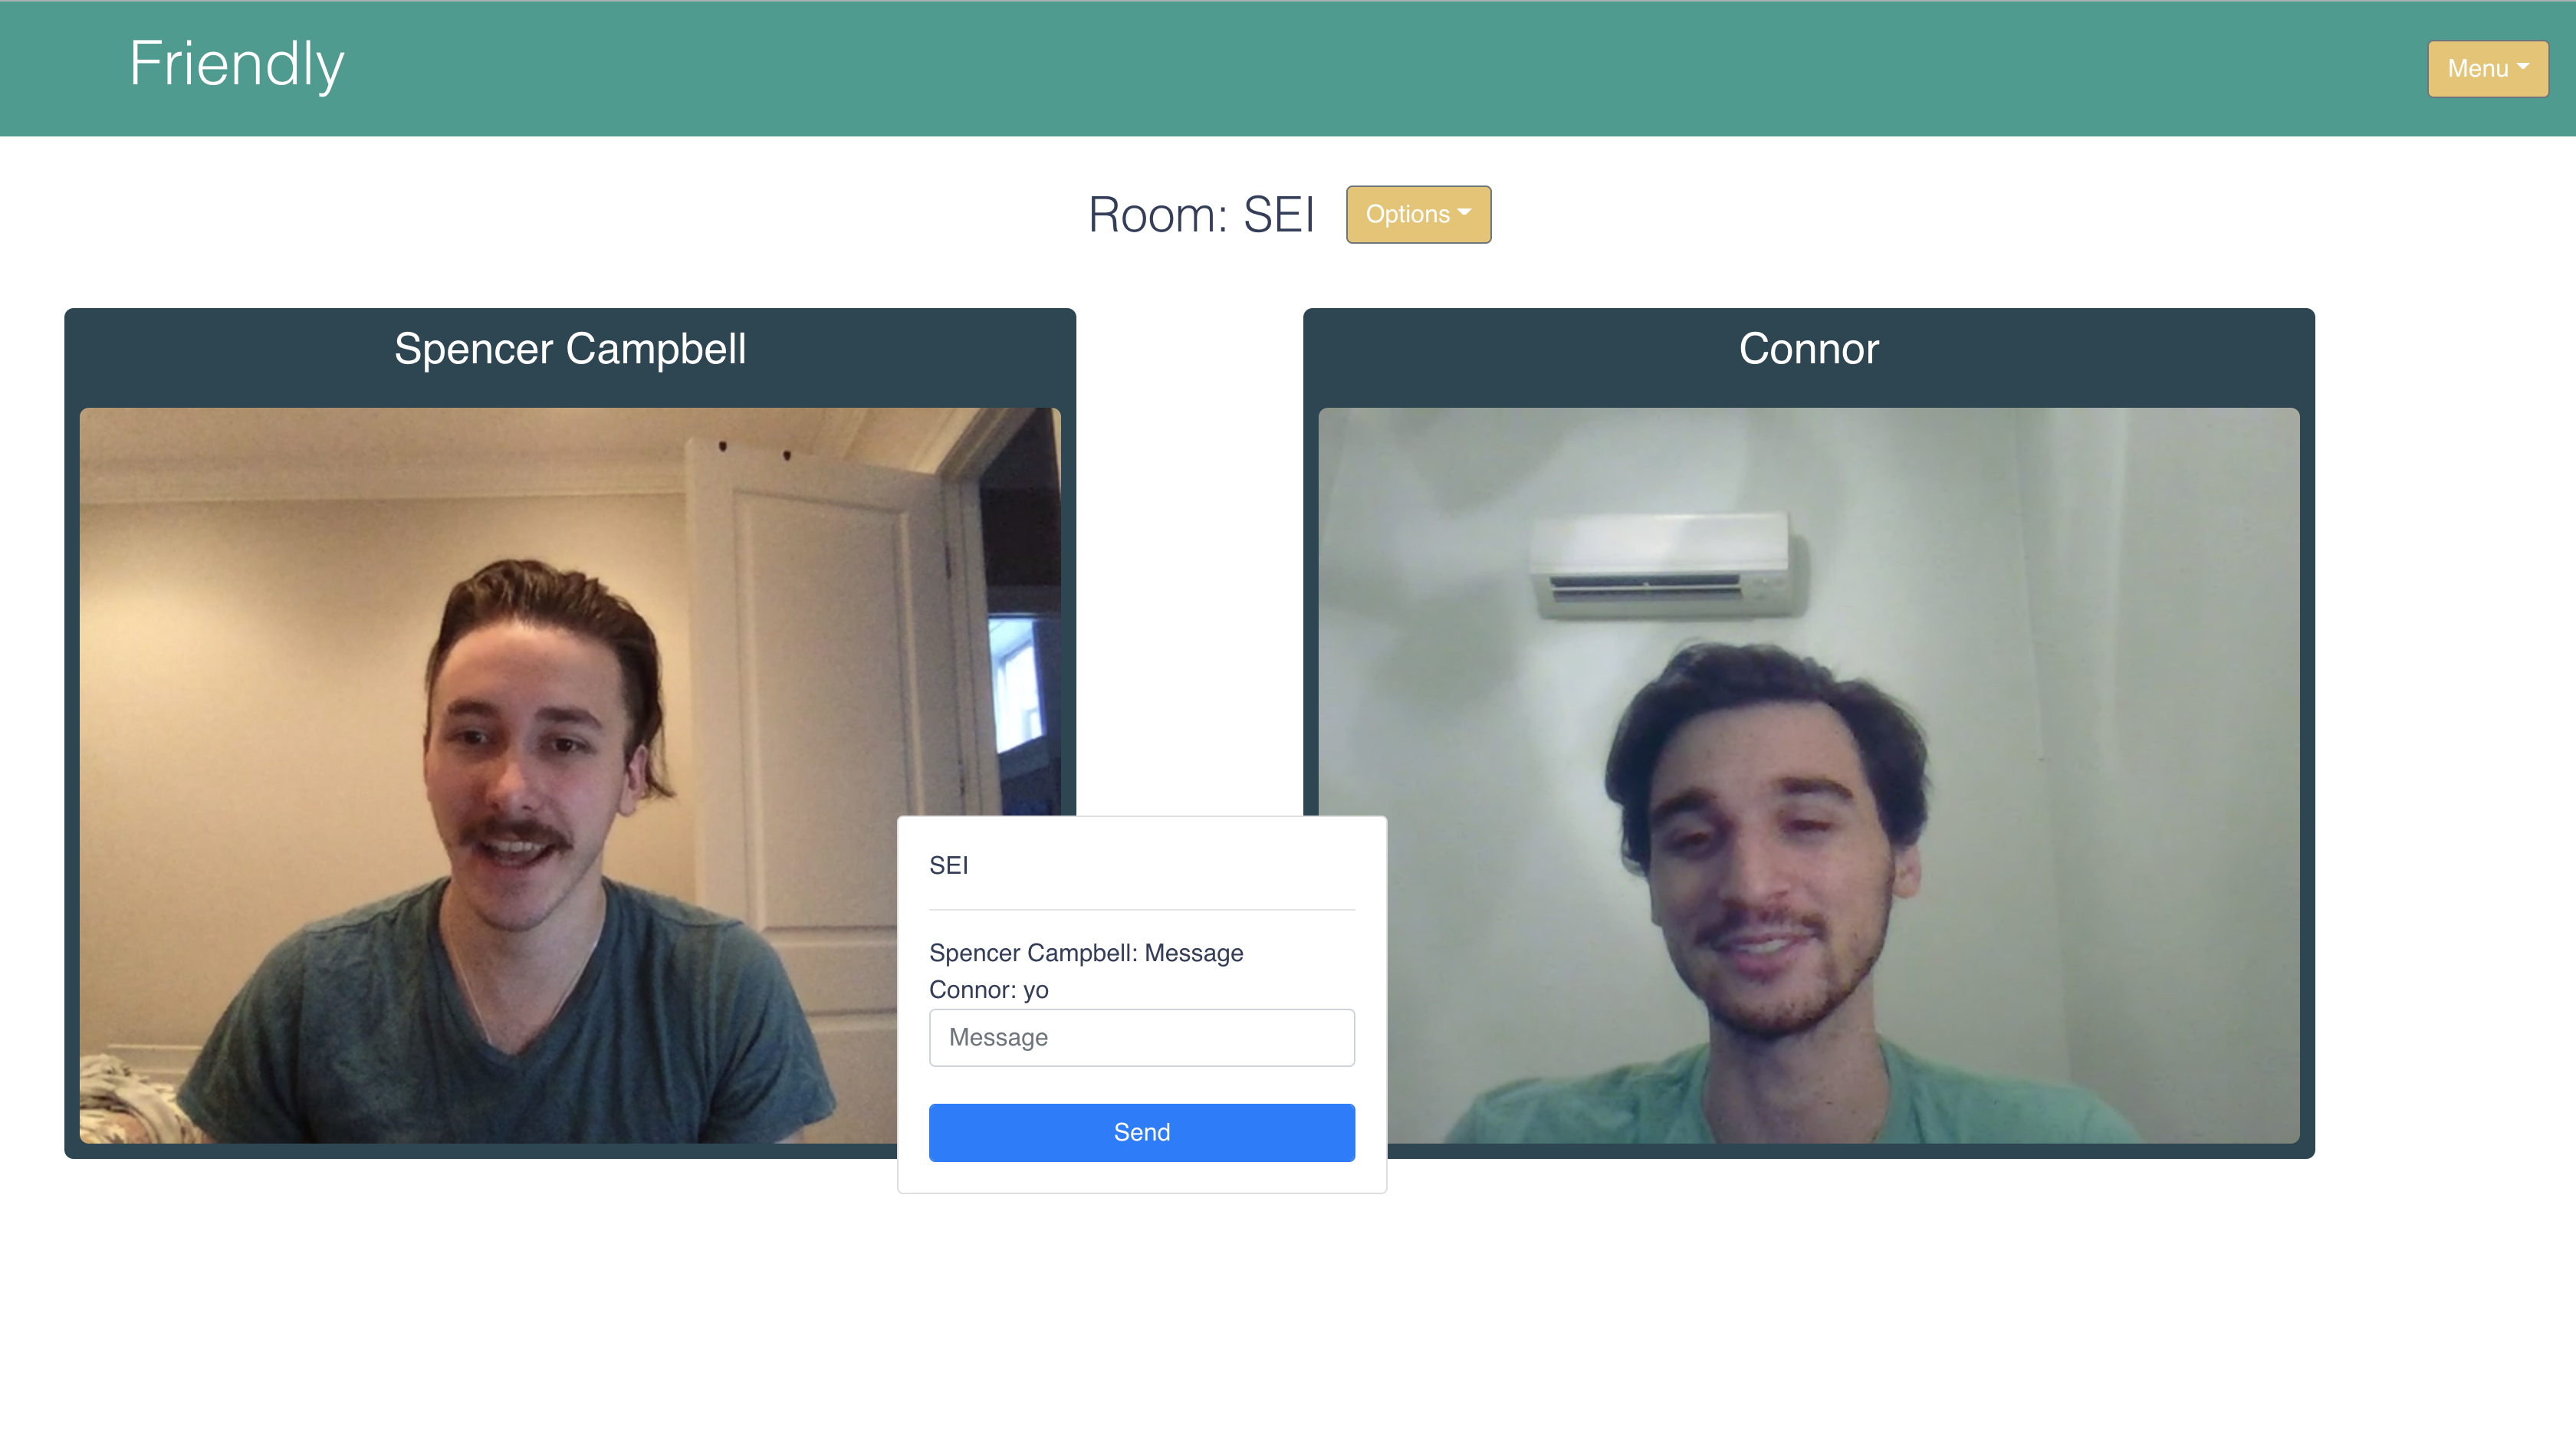 Friendly
Menu
Room: SEI
Options
Spencer Campbell
Connor
SEI
Spencer Campbell: Message
Connor: yo
Message
Send